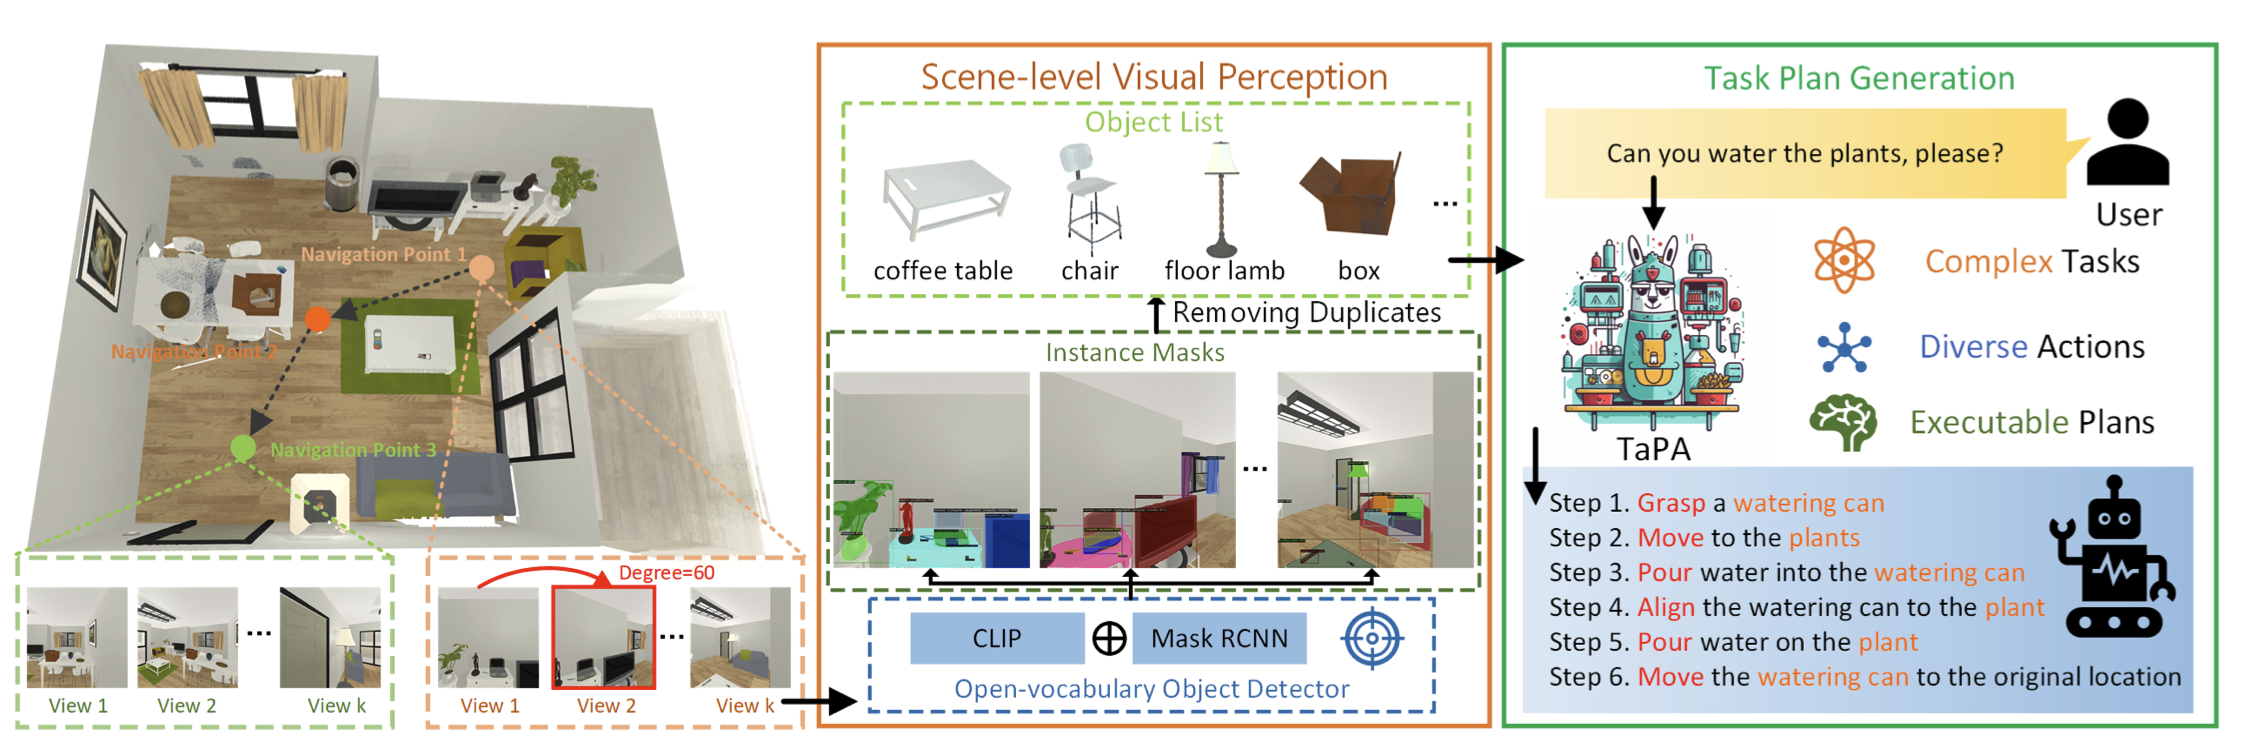 Navigation Point 1
Navigation Point 2
Navigation Point 3
View 1
View 2
...
View k
Degree=60
View 1
View 2
...
View k
Scene-level Visual Perception
Object List
coffee table
chair
floor lamb
box
...
Removing Duplicates
Instance Masks
...
CLIP
Mask RCNN
Open-vocabulary Object Detector
Task Plan Generation
Can you water the plants, please?
User
TaPA
Complex Tasks
Diverse Actions
Executable Plans
Step 1. Grasp a watering can
Step 2. Move to the plants
Step 3. Pour water into the watering can
Step 4. Align the watering can to the plant
Step 5. Pour water on the plant
Step 6. Move the watering can to the original location